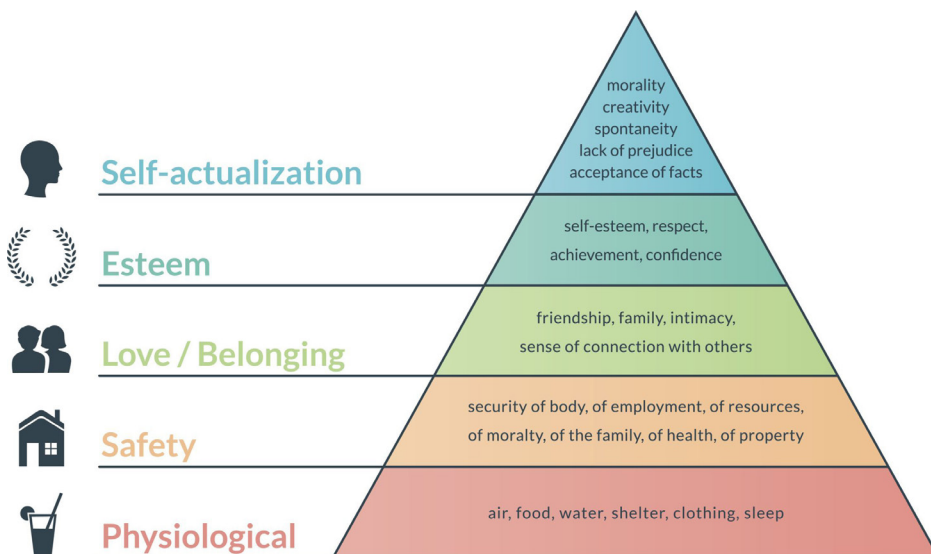 morality
creativity
spontaneity
lack of prejudice
acceptance of facts
Self-actualization
self-esteem, respect,
achievement, confidence
Esteem
friendship, family, intimacy,
sense of connection with others
Love / Belonging
security of body, of employment, of resources,
of moralty, of the family, of health, of property
Safety
air, food, water, shelter, clothing, sleep
Physiological